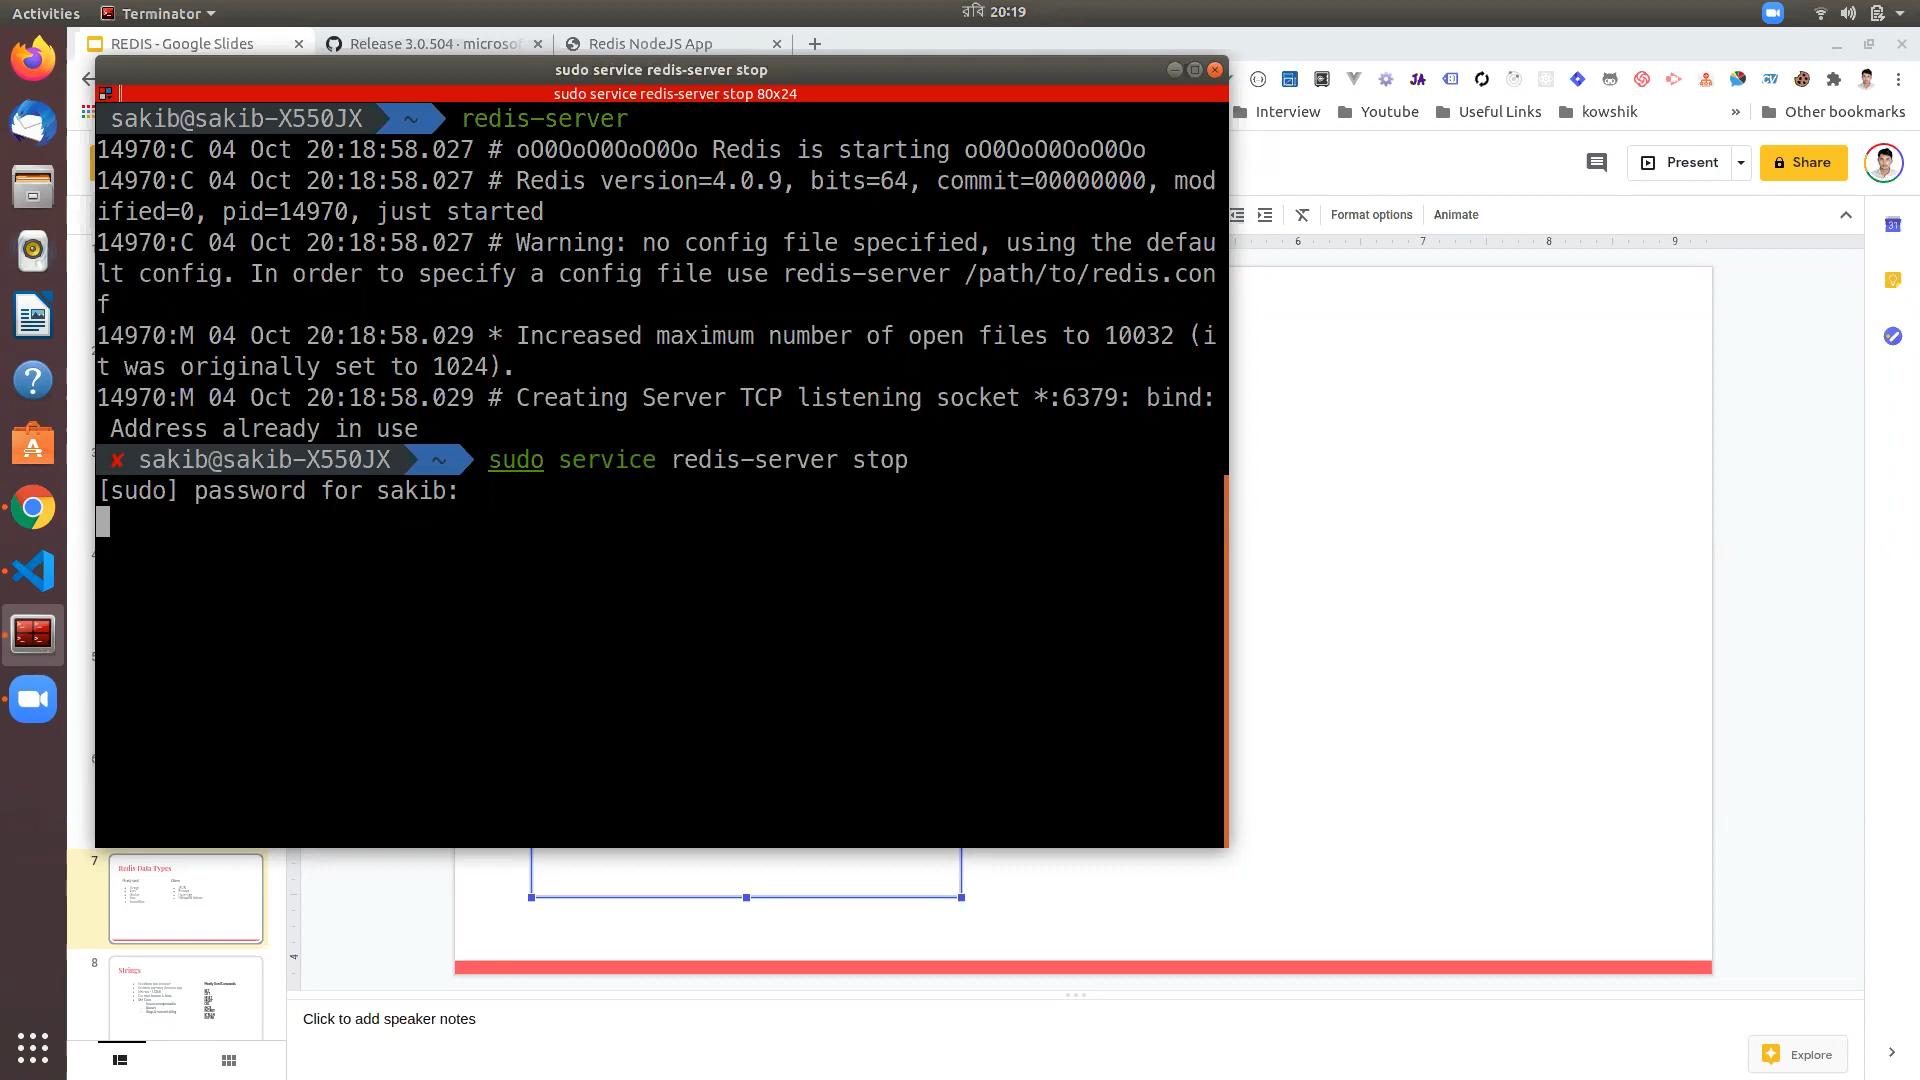 Activities
Terminator
রবি 20:19
REDIS - Google Slides
Release 3.0.504 · microsof
Redis NodeJS App
sudo service redis-server stop
sudo service redis-server stop 80x24
Interview
Youtube
Useful Links
kowshik
»
Other bookmarks
Present
Share
Format options
Animate
6 7 8 9
31
sakib@sakib-X550JX ~ redis-server
14970:C 04 Oct 20:18:58.027 # oO0OoO0OoO0Oo Redis is starting oO0OoO0OoO0Oo
14970:C 04 Oct 20:18:58.027 # Redis version=4.0.9, bits=64, commit=00000000, mod
ified=0, pid=14970, just started
14970:C 04 Oct 20:18:58.027 # Warning: no config file specified, using the defau
lt config. In order to specify a config file use redis-server /path/to/redis.con
f
14970:M 04 Oct 20:18:58.029 * Increased maximum number of open files to 10032 (i
t was originally set to 1024).
14970:M 04 Oct 20:18:58.029 # Creating Server TCP listening socket *:6379: bind:
Address already in use
✘ sakib@sakib-X550JX ~ sudo service redis-server stop
[sudo] password for sakib:
7
Redis Data Types
8
Strings
4
Click to add speaker notes
Explore